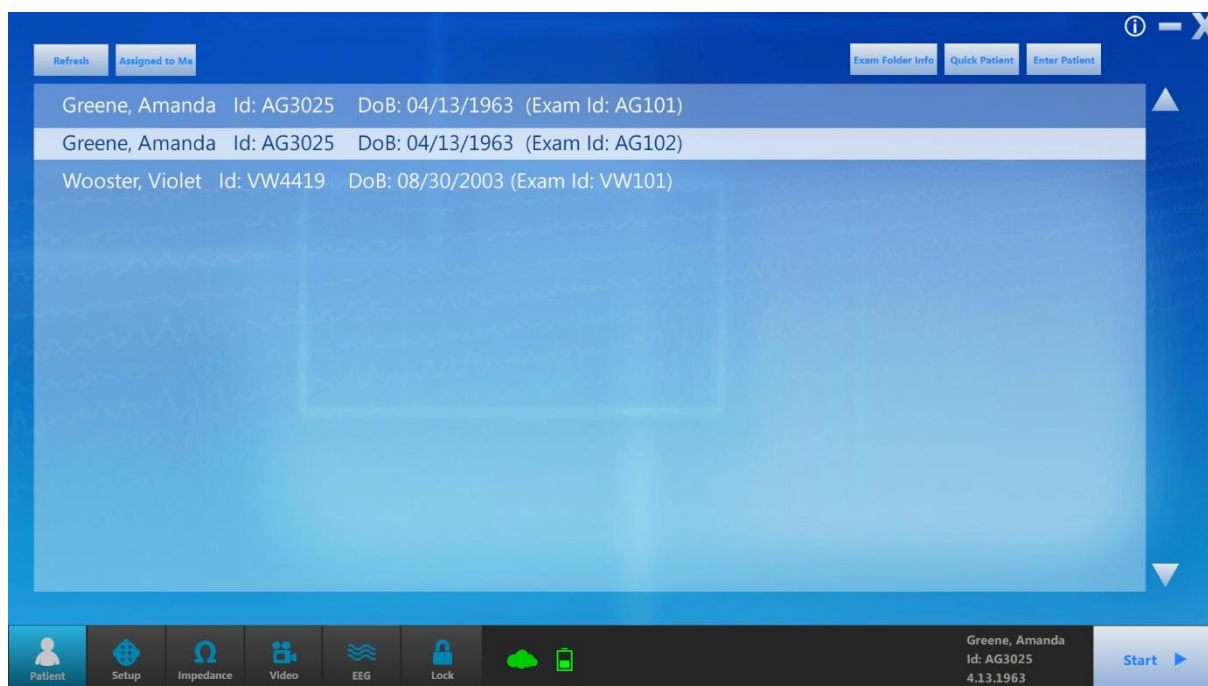 Refresh
Assigned to Me
Exam Folder Info
Quick Patient
Enter Patient
Greene, Amanda Id: AG3025 DoB: 04/13/1963 (Exam Id: AG101)
Greene, Amanda Id: AG3025 DoB: 04/13/1963 (Exam Id: AG102)
Wooster, Violet Id: VW4419 DoB: 08/30/2003 (Exam Id: VW101)
Patient
Setup
Impedance
Video
EEG
Lock
Greene, Amanda
Id: AG3025
4.13.1963
Start